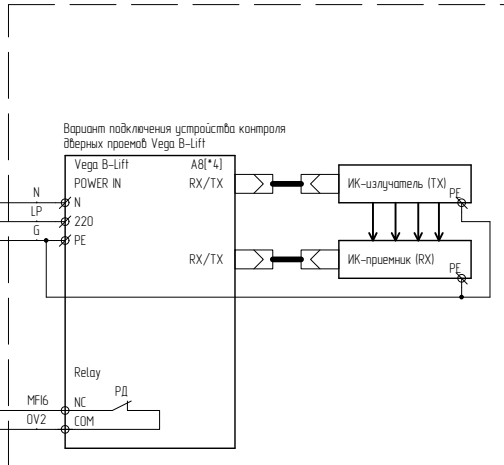 Вариант подключения устройства контроля
дверных проемов Vega B-Lift
Vega B-Lift A8[*4]
POWER IN RX/TX ИК-излучатель (TX)
PE
N N
LP 220
G PE
RX/TX ИК-приемник (RX)
PE
Relay
РД
MFI6 NC
0V2 COM